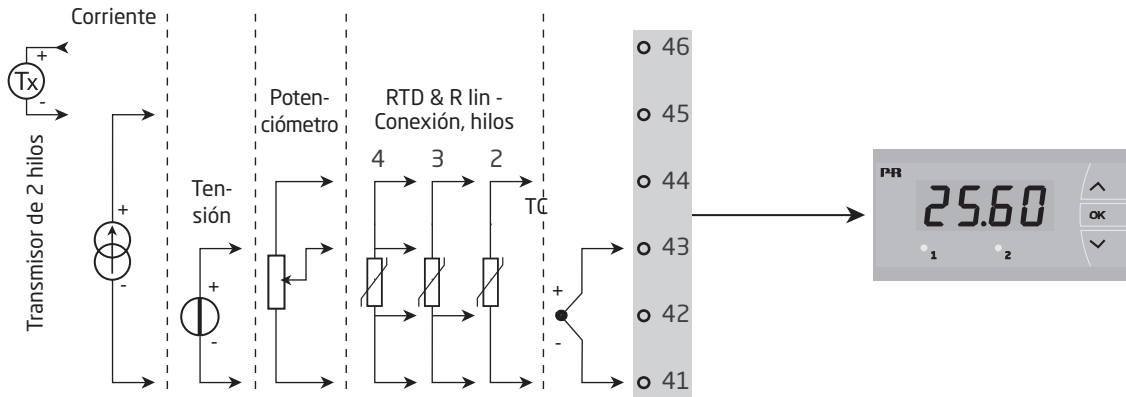 Corriente
+
Tx
-
Transmisor de 2 hilos
+
-
Ten-
sión
+
-
Poten-
ciómetro
RTD & R lin -
Conexión, hilos
4 3 2
TC
+
-
46
45
44
43
42
41
PR
25.60
OK
1 2